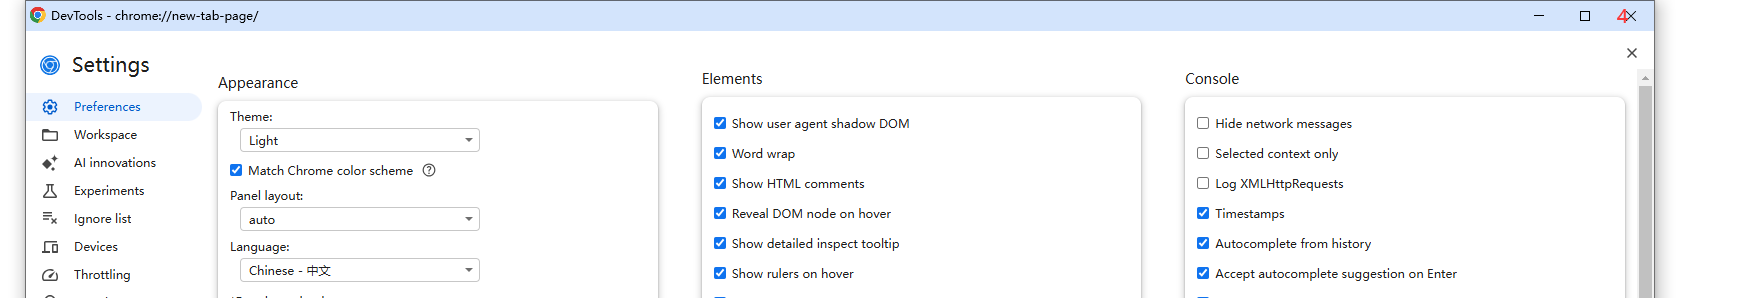 DevTools - chrome://new-tab-page/
4
Settings
Preferences
Workspace
AI innovations
Experiments
Ignore list
Devices
Throttling
Appearance
Theme:
Light
Match Chrome color scheme
Panel layout:
auto
Language:
Chinese - 中文
Elements
Show user agent shadow DOM
Word wrap
Show HTML comments
Reveal DOM node on hover
Show detailed inspect tooltip
Show rulers on hover
Console
Hide network messages
Selected context only
Log XMLHttpRequests
Timestamps
Autocomplete from history
Accept autocomplete suggestion on Enter